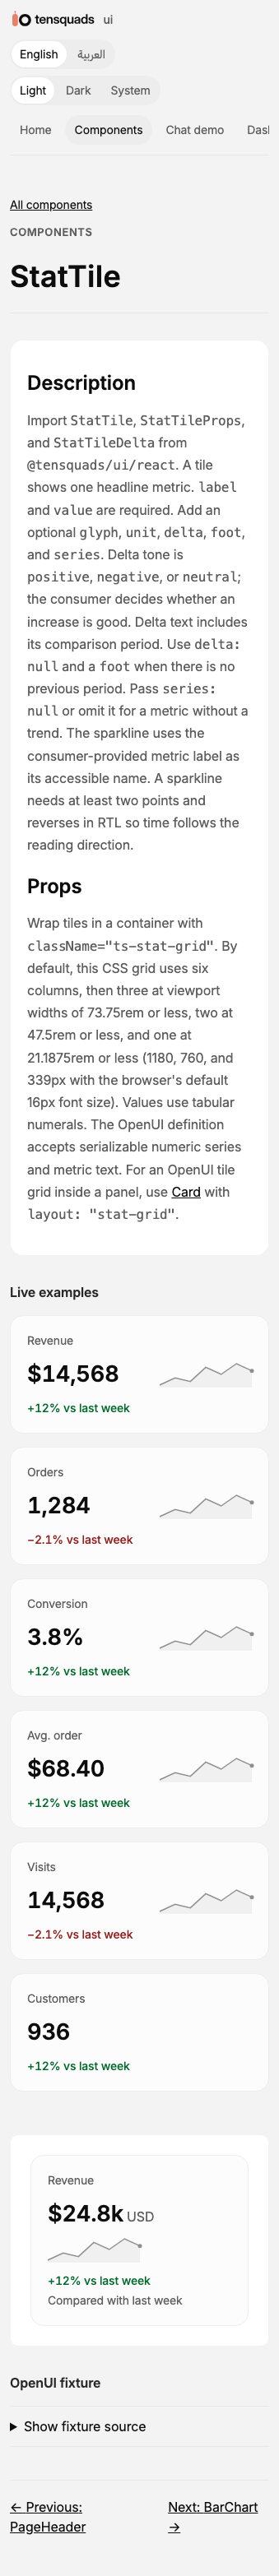 tensquads ui
English العربية
Light Dark System
Home Components Chat demo Dash
All components
COMPONENTS
StatTile
Description
Import StatTile, StatTileProps,
and StatTileDelta from
@tensquads/ui/react. A tile
shows one headline metric. label
and value are required. Add an
optional glyph, unit, delta, foot,
and series. Delta tone is
positive, negative, or neutral;
the consumer decides whether an
increase is good. Delta text includes
its comparison period. Use delta:
null and a foot when there is no
previous period. Pass series:
null or omit it for a metric without a
trend. The sparkline uses the
consumer-provided metric label as
its accessible name. A sparkline
needs at least two points and
reverses in RTL so time follows the
reading direction.
Props
Wrap tiles in a container with
className="ts-stat-grid". By
default, this CSS grid uses six
columns, then three at viewport
widths of 73.75rem or less, two at
47.5rem or less, and one at
21.1875rem or less (1180, 760, and
339px with the browser's default
16px font size). Values use tabular
numerals. The OpenUI definition
accepts serializable numeric series
and metric text. For an OpenUI tile
grid inside a panel, use Card with
layout: "stat-grid".
Live examples
Revenue
$14,568
+12% vs last week
Orders
1,284
−2.1% vs last week
Conversion
3.8%
+12% vs last week
Avg. order
$68.40
+12% vs last week
Visits
14,568
−2.1% vs last week
Customers
936
+12% vs last week
Revenue
$24.8k USD
+12% vs last week
Compared with last week
OpenUI fixture
▶ Show fixture source
← Previous: PageHeader
Next: BarChart →